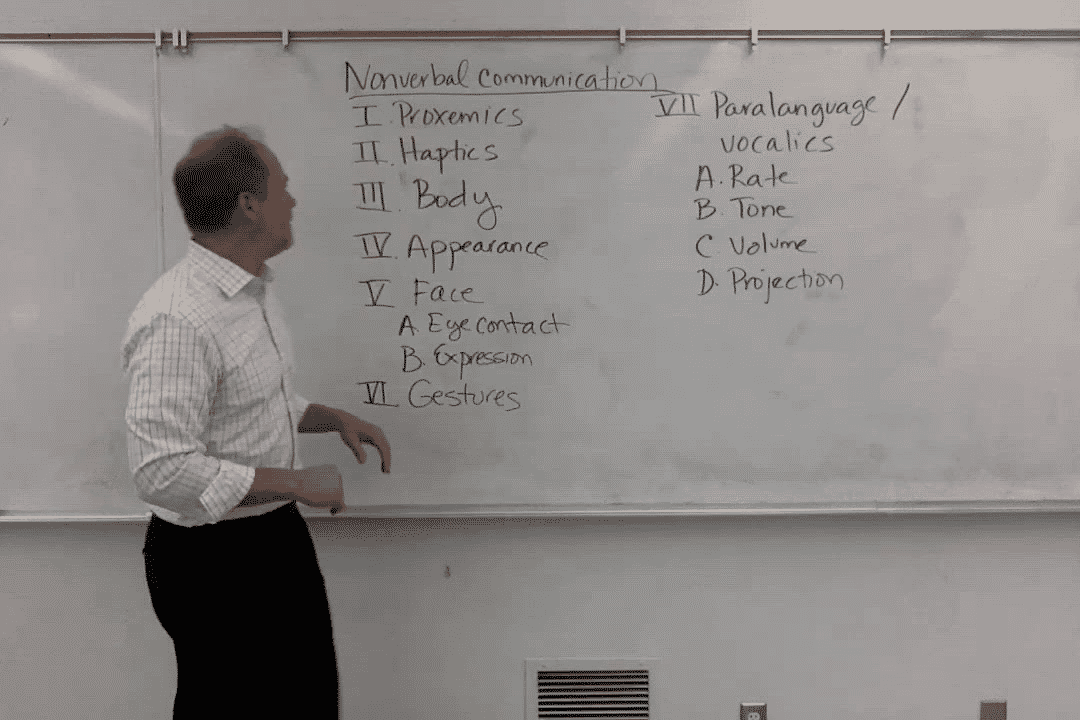 Nonverbal Communication
I. Proxemics
II. Haptics
III. Body
IV. Appearance
V Face
A. Eye contact
B. Expression
VI Gestures
VII Paralanguage /
vocalics
A. Rate
B. Tone
C. Volume
D. Projection